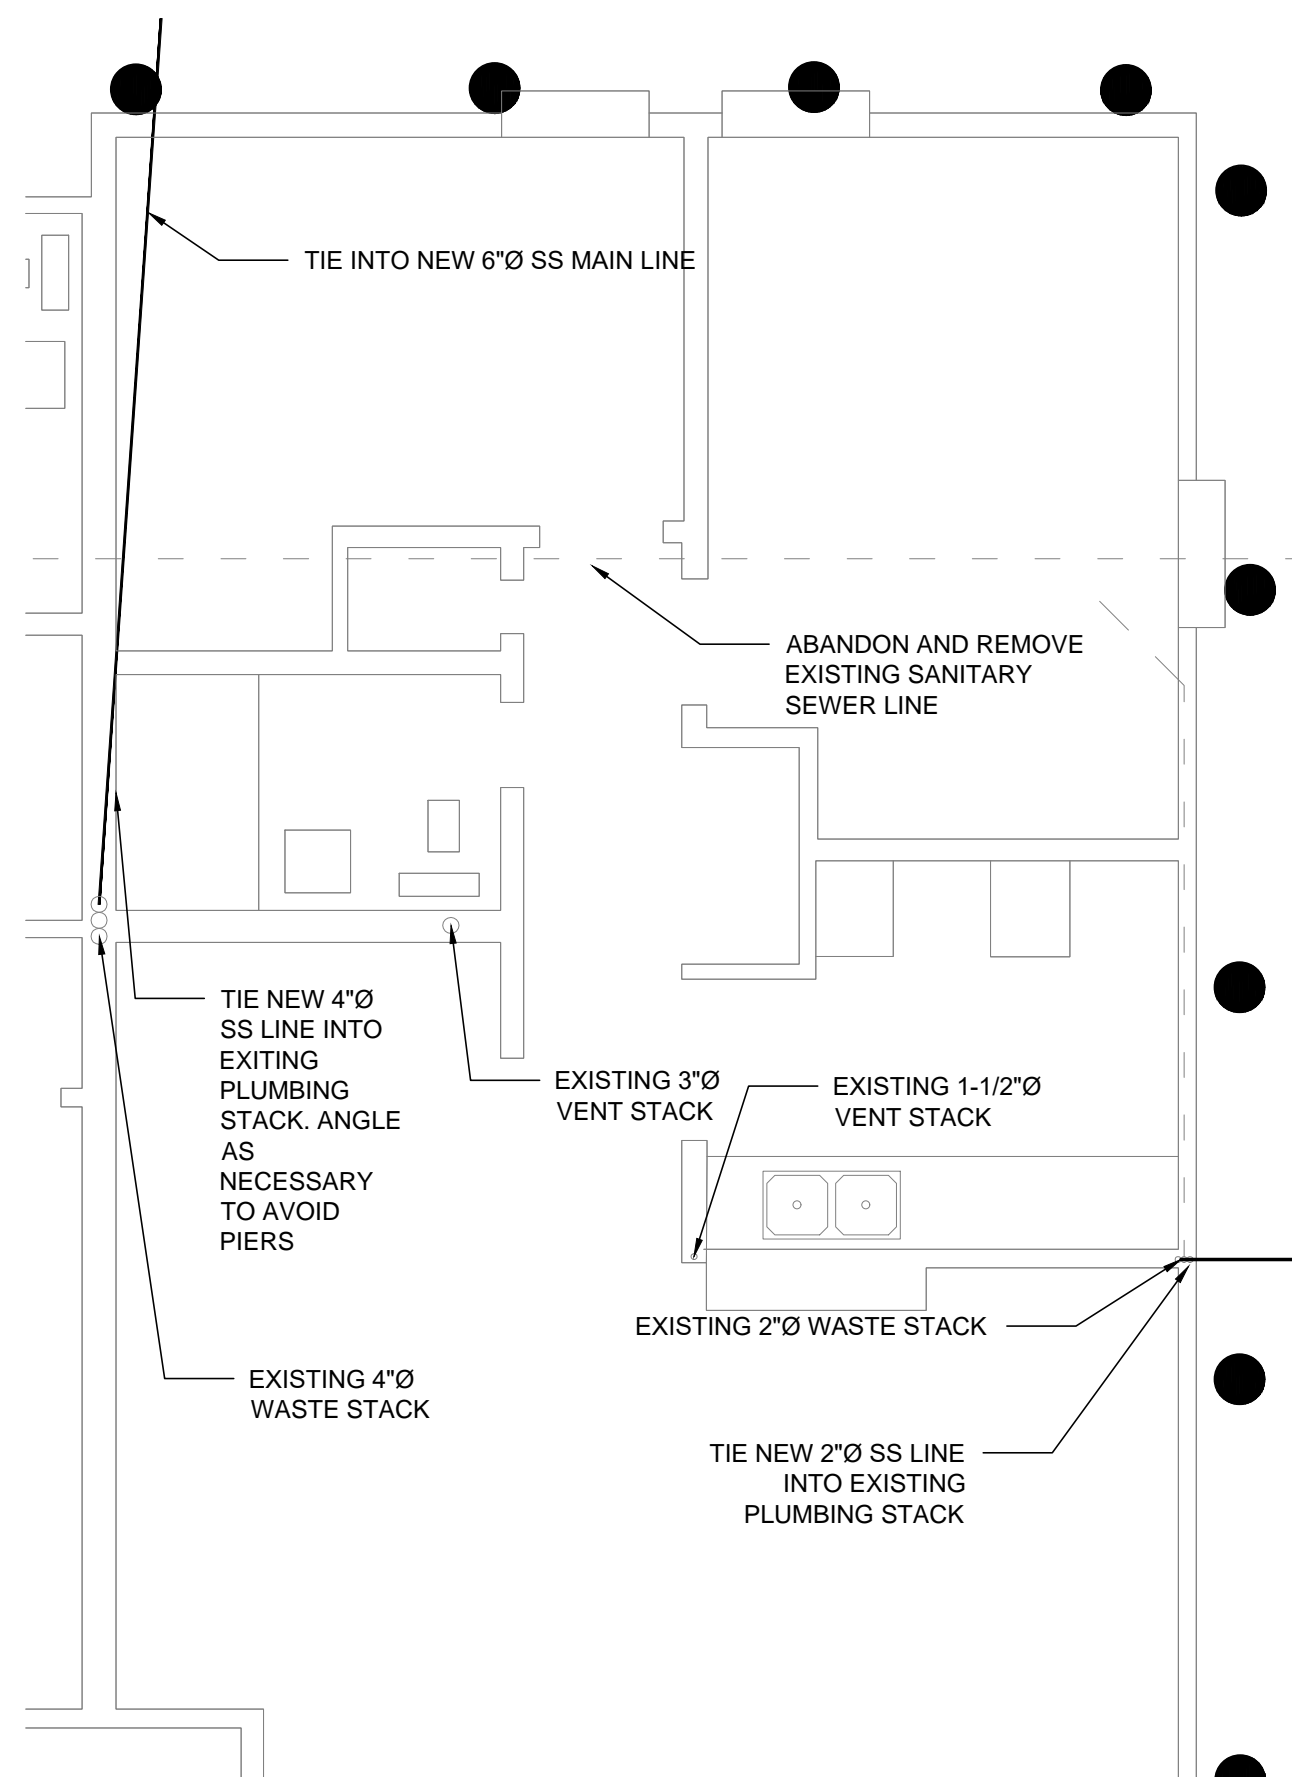 TIE INTO NEW 6"Ø SS MAIN LINE
ABANDON AND REMOVE
EXISTING SANITARY
SEWER LINE
TIE NEW 4"Ø
SS LINE INTO
EXITING
PLUMBING
STACK. ANGLE
AS
NECESSARY
TO AVOID
PIERS
EXISTING 3"Ø
VENT STACK
EXISTING 1-1/2"Ø
VENT STACK
EXISTING 2"Ø WASTE STACK
EXISTING 4"Ø
WASTE STACK
TIE NEW 2"Ø SS LINE
INTO EXISTING
PLUMBING STACK